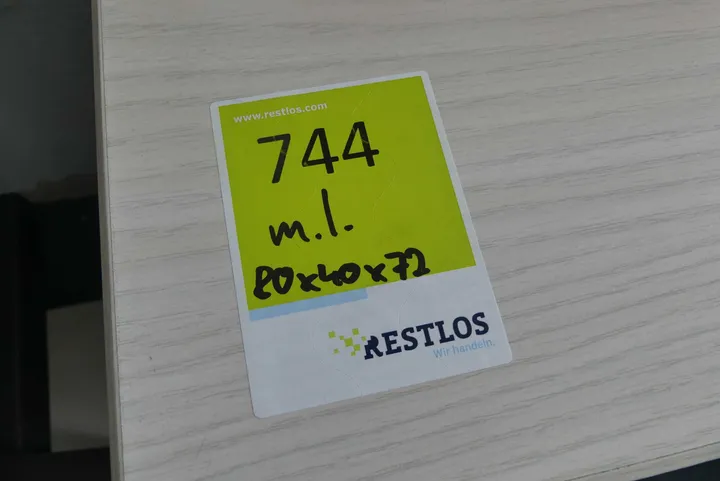 www.restlos.com
744
m.l.
80x40x72
RESTLOS
Wir handeln.